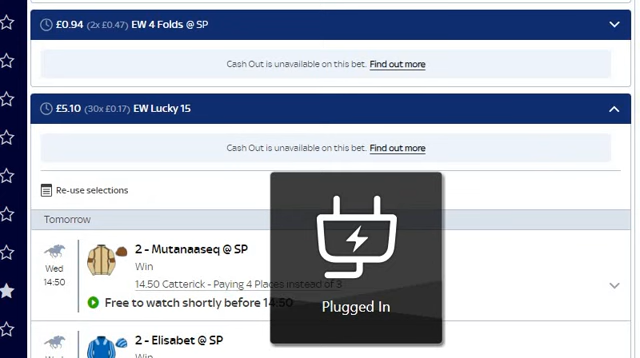 £0.94 (2x £0.47) EW 4 Folds @ SP
Cash Out is unavailable on this bet. Find out more
£5.10 (30x £0.17) EW Lucky 15
Cash Out is unavailable on this bet. Find out more
Re-use selections
Tomorrow
Wed
14:50
2 - Mutanaaseq @ SP
Win
14.50 Catterick - Paying 4 Places instead of 3
Free to watch shortly before 14:50
Plugged In
Wed
2 - Elisabet @ SP
Win